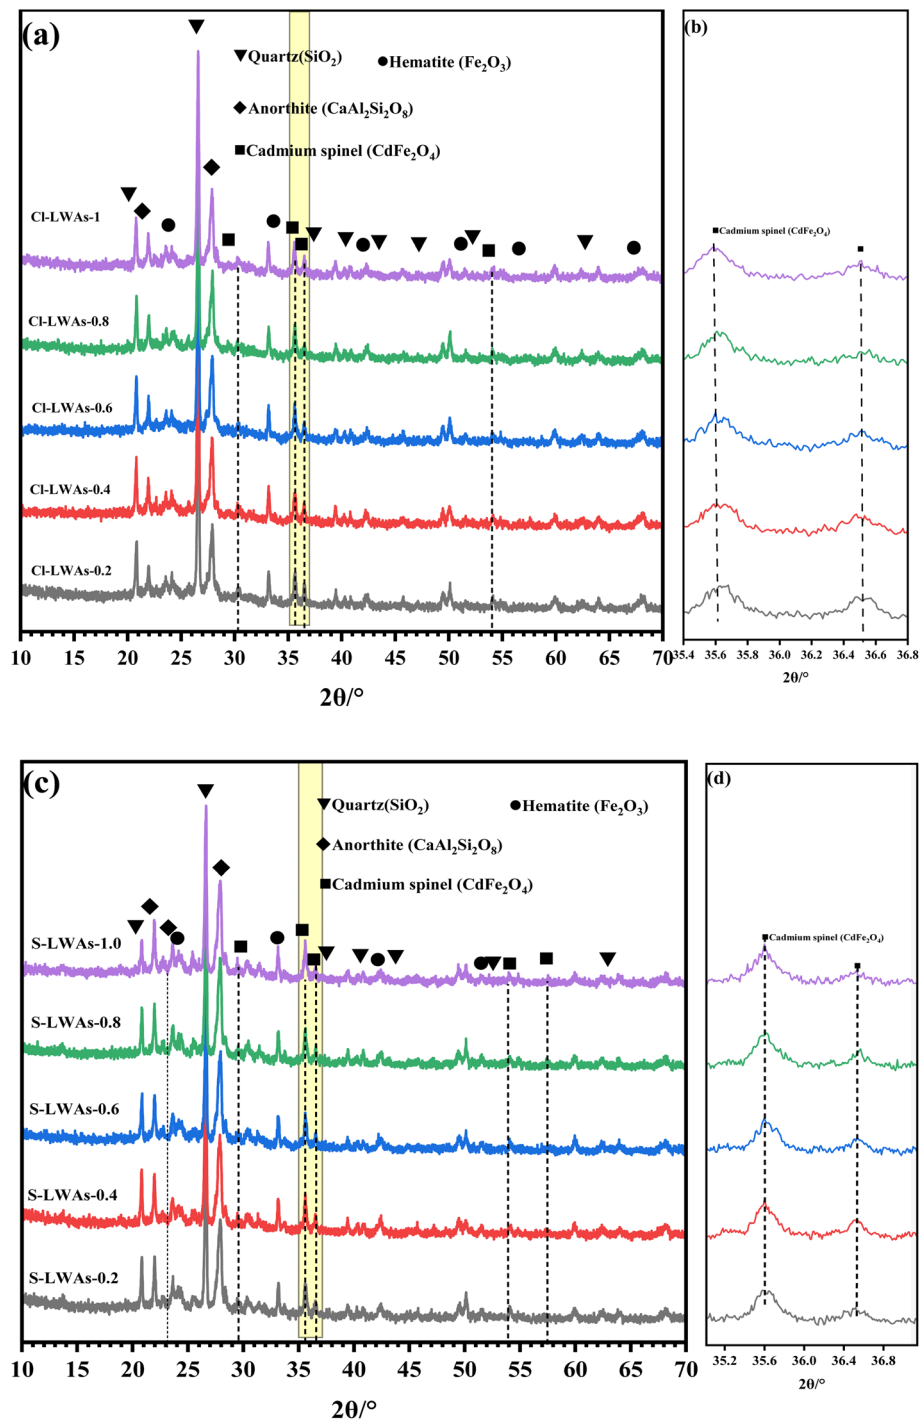 (a)
▼Quartz(SiO₂)
●Hematite (Fe₂O₃)
◆Anorthite (CaAl₂Si₂O₈)
■Cadmium spinel (CdFe₂O₄)
Cl-LWAs-1
Cl-LWAs-0.8
Cl-LWAs-0.6
Cl-LWAs-0.4
Cl-LWAs-0.2
10 15 20 25 30 35 40 45 50 55 60 65 70
2θ/°
(b)
■Cadmium spinel (CdFe₂O₄)
35.4 35.6 35.8 36.0 36.2 36.4 36.6 36.8
2θ/°
(c)
▼Quartz(SiO₂)
●Hematite (Fe₂O₃)
◆Anorthite (CaAl₂Si₂O₈)
■Cadmium spinel (CdFe₂O₄)
S-LWAs-1.0
S-LWAs-0.8
S-LWAs-0.6
S-LWAs-0.4
S-LWAs-0.2
10 15 20 25 30 35 40 45 50 55 60 65 70
2θ/°
(d)
■Cadmium spinel (CdFe₂O₄)
35.2 35.6 36.0 36.4 36.8
2θ/°